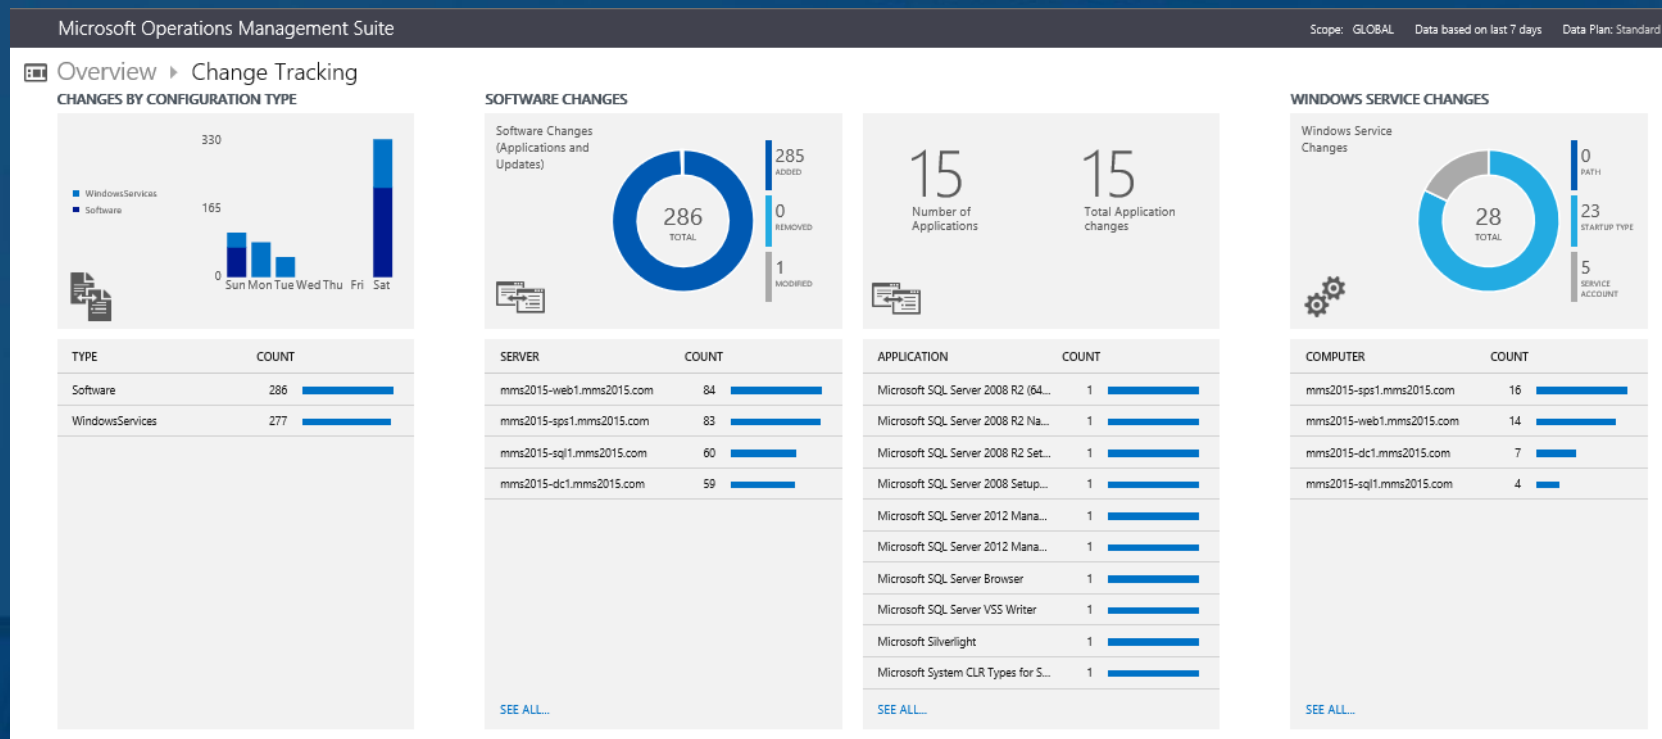 Microsoft Operations Management Suite
Scope: GLOBAL Data based on last 7 days Data Plan: Standard
Overview Change Tracking
CHANGES BY CONFIGURATION TYPE
330
WindowsServices
Software
165
0
Sun Mon Tue Wed Thu Fri Sat
TYPE COUNT
Software 286
WindowsServices 277
SOFTWARE CHANGES
Software Changes
(Applications and
Updates)
286
TOTAL
285
ADDED
0
REMOVED
1
MODIFIED
SERVER COUNT
mms2015-web1.mms2015.com 84
mms2015-sps1.mms2015.com 83
mms2015-sql1.mms2015.com 60
mms2015-dc1.mms2015.com 59
SEE ALL...
15
Number of
Applications
15
Total Application
changes
APPLICATION COUNT
Microsoft SQL Server 2008 R2 (64... 1
Microsoft SQL Server 2008 R2 Na... 1
Microsoft SQL Server 2008 R2 Set... 1
Microsoft SQL Server 2008 Setup... 1
Microsoft SQL Server 2012 Mana... 1
Microsoft SQL Server 2012 Mana... 1
Microsoft SQL Server Browser 1
Microsoft SQL Server VSS Writer 1
Microsoft Silverlight 1
Microsoft System CLR Types for S... 1
SEE ALL...
WINDOWS SERVICE CHANGES
Windows Service
Changes
28
TOTAL
0
PATH
23
STARTUP TYPE
5
SERVICE
ACCOUNT
COMPUTER COUNT
mms2015-sps1.mms2015.com 16
mms2015-web1.mms2015.com 14
mms2015-dc1.mms2015.com 7
mms2015-sql1.mms2015.com 4
SEE ALL...